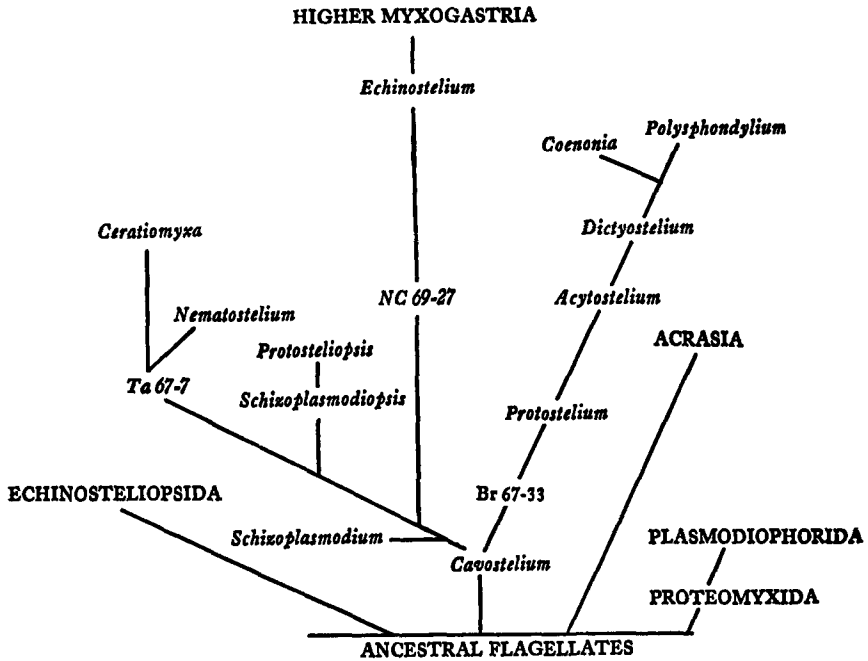 HIGHER MYXOGASTRIA
Echinostelium
Polysphondylium
Coenonia
Ceratiomyxa
Dictyostelium
NC 69-27
Acytostelium
Nematostelium
Protosteliopsis
ACRASIA
Ta 67-7
Schizoplasmodiopsis
Protostelium
ECHINOSTELIOPSIDA
Br 67-33
Schizoplasmodium
Cavostelium
PLASMODIOPHORIDA
PROTEOMYXIDA
ANCESTRAL FLAGELLATES